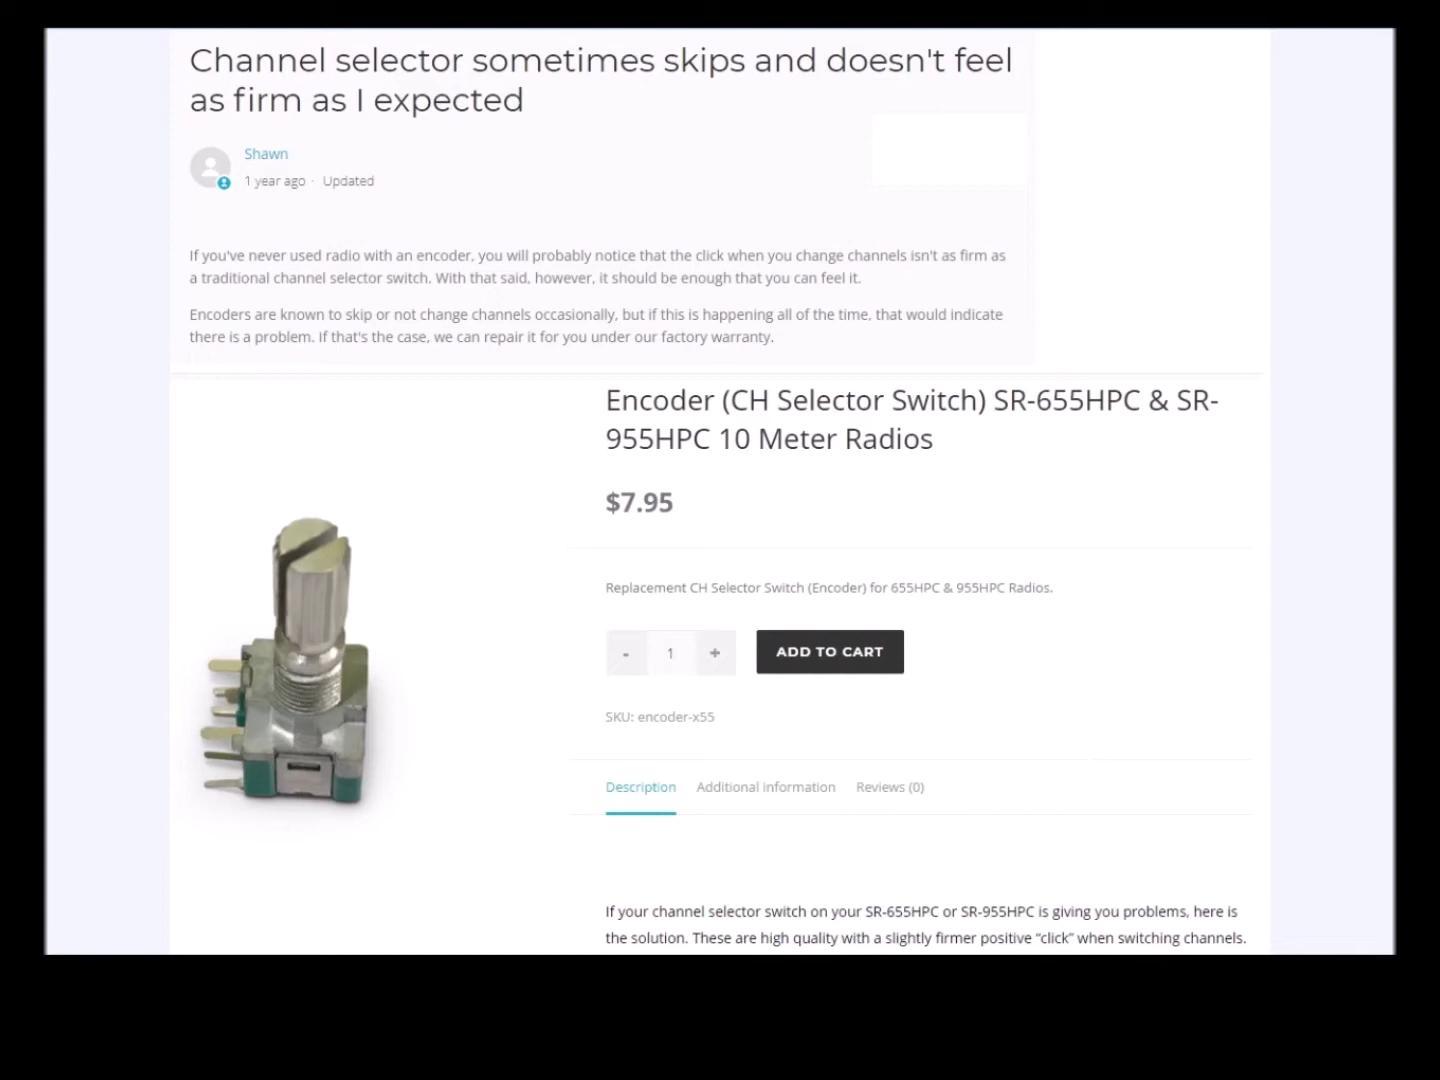 Channel selector sometimes skips and doesn't feel
as firm as I expected
Shawn
1 year ago · Updated
If you've never used radio with an encoder, you will probably notice that the click when you change channels isn't as firm as
a traditional channel selector switch. With that said, however, it should be enough that you can feel it.
Encoders are known to skip or not change channels occasionally, but if this is happening all of the time, that would indicate
there is a problem. If that's the case, we can repair it for you under our factory warranty.
Encoder (CH Selector Switch) SR-655HPC & SR-
955HPC 10 Meter Radios
$7.95
Replacement CH Selector Switch (Encoder) for 655HPC & 955HPC Radios.
- 1 + ADD TO CART
SKU: encoder-x55
Description Additional information Reviews (0)
If your channel selector switch on your SR-655HPC or SR-955HPC is giving you problems, here is
the solution. These are high quality with a slightly firmer positive “click” when switching channels.